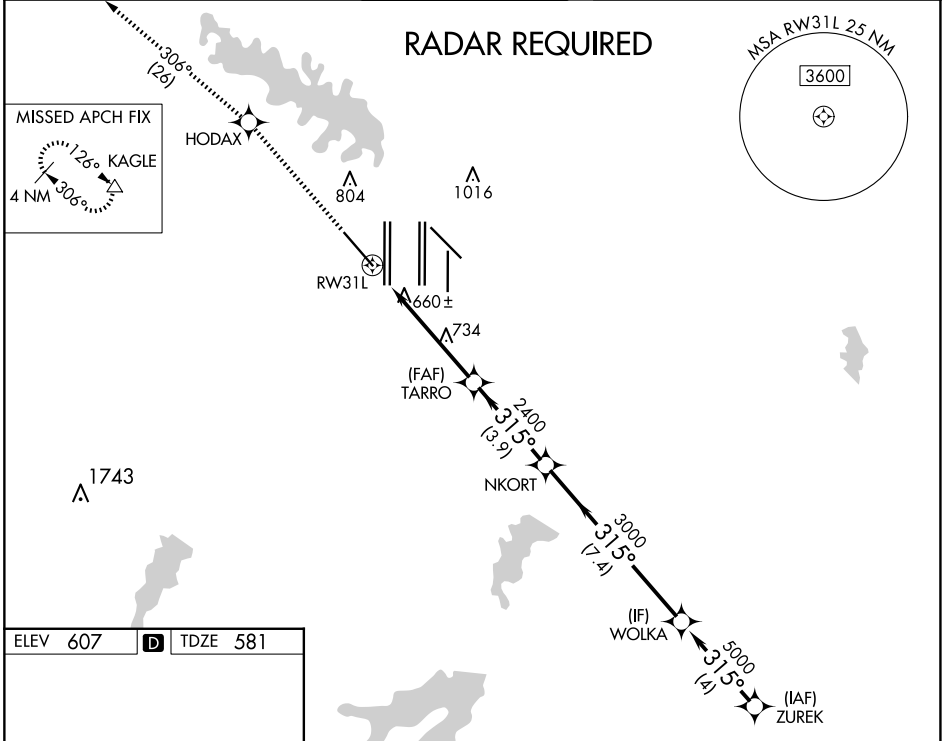 RADAR REQUIRED
MSA RW31L 25 NM
3600
306°
(26)
HODAX
MISSED APCH FIX
126°
KAGLE
4 NM
306°
804
1016
RW31L
660 ±
734
(FAF)
TARRO
2400
315°
(3.9)
NKORT
1743
3000
315°
(7.4)
(IF)
WOLKA
5000
315°
(4)
(IAF)
ZUREK
ELEV 607 D TDZE 581